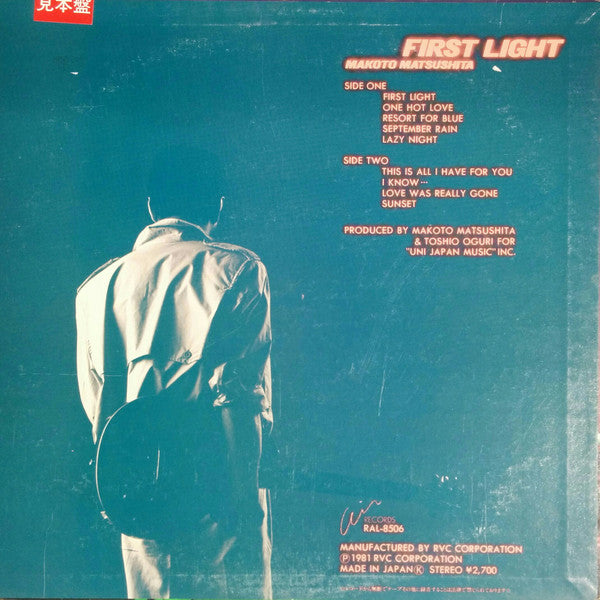 見本盤
FIRST LIGHT
MAKOTO MATSUSHITA
SIDE ONE
FIRST LIGHT
ONE HOT LOVE
RESORT FOR BLUE
SEPTEMBER RAIN
LAZY NIGHT
SIDE TWO
THIS IS ALL I HAVE FOR YOU
I KNOW…
LOVE WAS REALLY GONE
SUNSET
PRODUCED BY MAKOTO MATSUSHITA
& TOSHIO OGURI FOR
"UNI JAPAN MUSIC" INC.
Air
RECORDS
RAL-8506
MANUFACTURED BY RVC CORPORATION
Ⓟ1981 RVC CORPORATION
MADE IN JAPAN Ⓚ STEREO ¥2,700